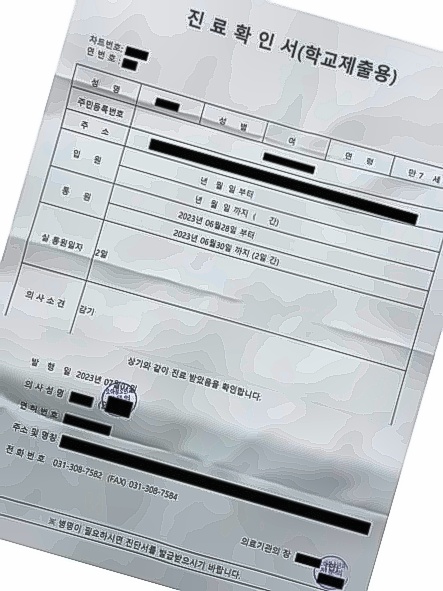 진 료 확 인 서(학교제출용)
차트번호:
연 번 호 :
성 명 성 별 여 연 령 만 7 세
주민등록번호
주 소
입 원 년 월 일 부터
년 월 일 까지 ( 간)
통 원 2023년 06월28일 부터
2023년 06월30일 까지 (2일 간)
실 통원일자 2일
의 사 소 견 감기
상기와 같이 진료 받았음을 확인합니다.
발 행 일 2023년
의 사 성 명
면 허 번 호
주소 및 명칭
전 화 번 호 031-308-7582 (FAX) 031-308-7584
의료기관의 장
※ 병명이 필요하시면 진단서를 발급받으시기 바랍니다.